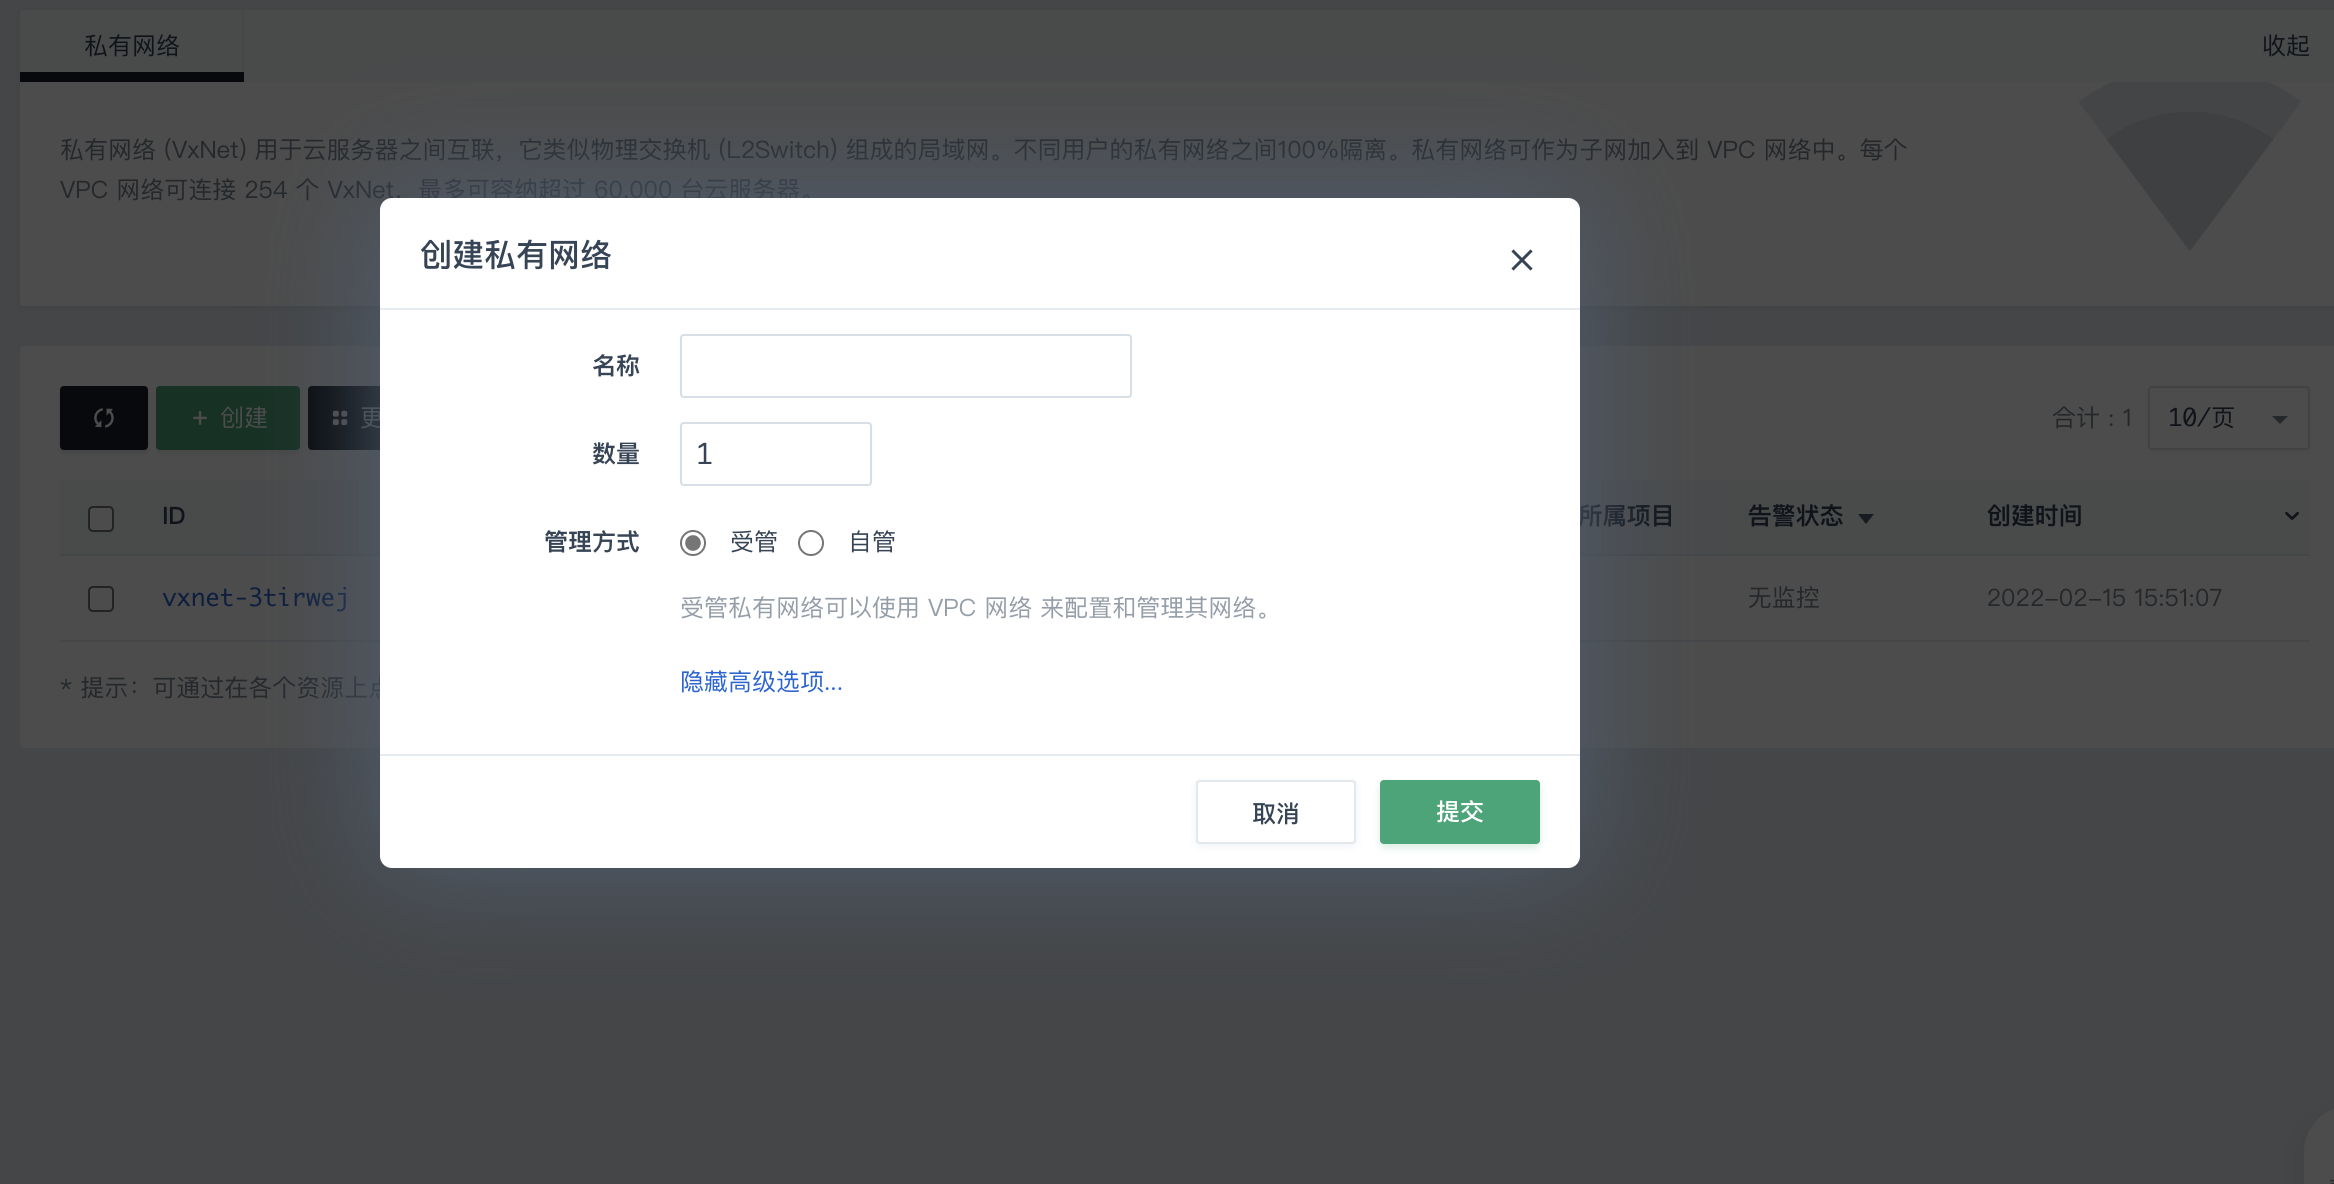 私有网络
收起
私有网络 (VxNet) 用于云服务器之间互联，它类似物理交换机 (L2Switch) 组成的局域网。不同用户的私有网络之间100%隔离。私有网络可作为子网加入到 VPC 网络中。每个
VPC 网络可连接 254 个 VxNet，最多可容纳超过 60,000 台云服务器。
创建私有网络
名称
数量
1
管理方式
受管
自管
受管私有网络可以使用 VPC 网络 来配置和管理其网络。
隐藏高级选项...
取消
提交
+ 创建
更
合计 : 1
10/页
ID
所属项目
告警状态
创建时间
vxnet-3tirwej
无监控
2022-02-15 15:51:07
* 提示：可通过在各个资源上点